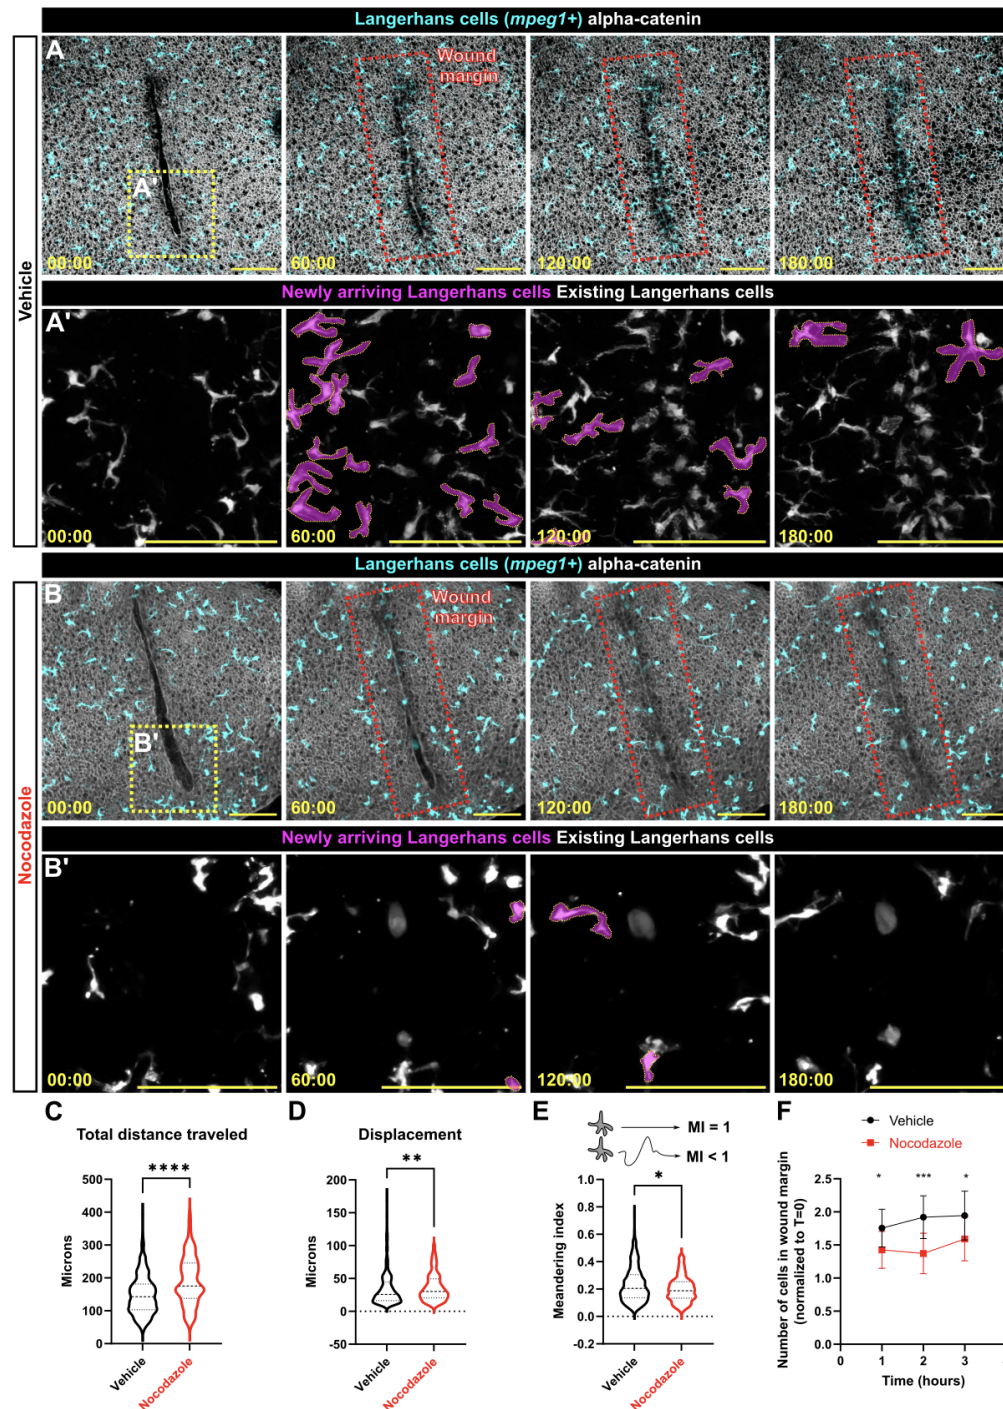 Langerhans cells (mpeg1+) alpha-catenin
Vehicle
A
A'
Wound
margin
00:00
60:00
120:00
180:00
Newly arriving Langerhans cells Existing Langerhans cells
A'
00:00
60:00
120:00
180:00
Langerhans cells (mpeg1+) alpha-catenin
Nocodazole
B
B'
Wound
margin
00:00
60:00
120:00
180:00
Newly arriving Langerhans cells Existing Langerhans cells
B'
00:00
60:00
120:00
180:00
C
Total distance traveled
****
Microns
500
400
300
200
100
0
Vehicle
Nocodazole
D
Displacement
**
Microns
200
150
100
50
0
-50
Vehicle
Nocodazole
E
MI = 1
MI < 1
*
Meandering index
1.0
0.8
0.6
0.4
0.2
0.0
-0.2
Vehicle
Nocodazole
F
Vehicle
Nocodazole
* *** *
Number of cells in wound margin
(normalized to T=0)
2.5
2.0
1.5
1.0
0.5
0.0
0 1 2 3
Time (hours)